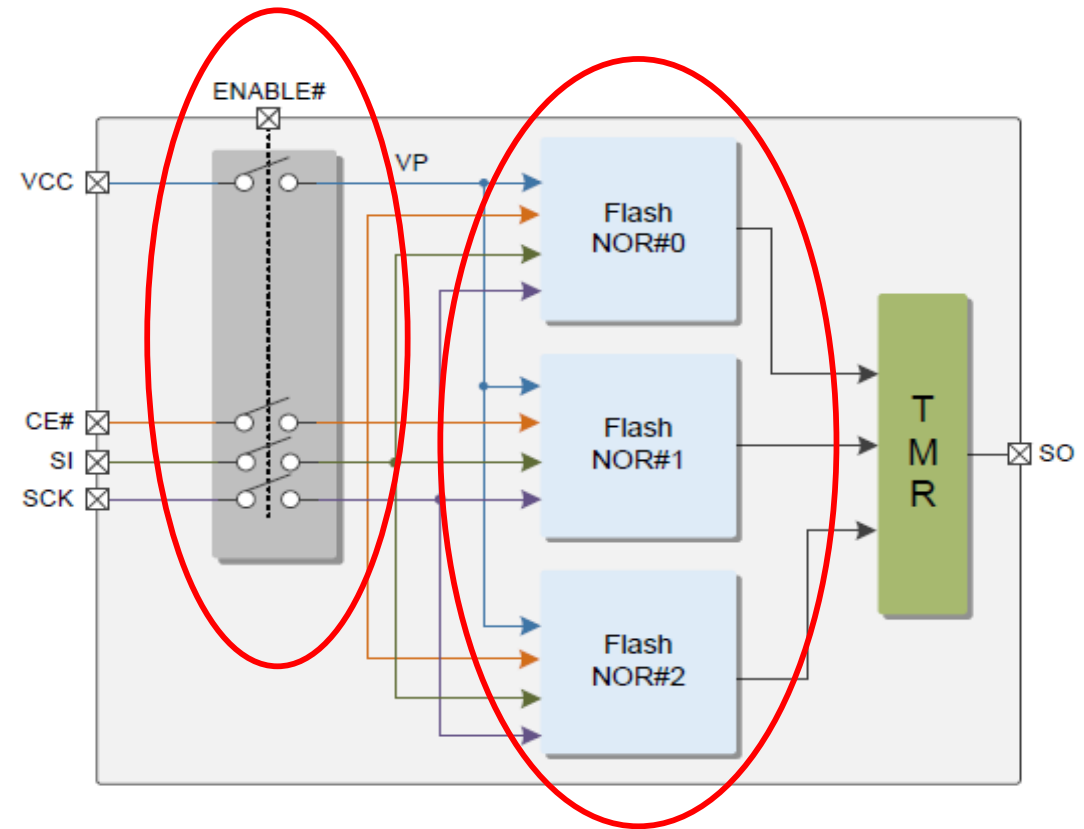 ENABLE#
VCC
VP
Flash
NOR#0
CE#
SI
SCK
Flash
NOR#1
T
M
R
SO
Flash
NOR#2